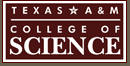 TEXAS ★ A&M
COLLEGE OF
SCIENCE